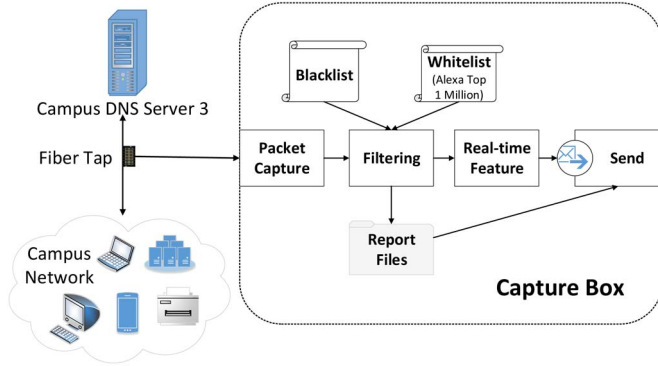 Campus DNS Server 3
Fiber Tap
Campus
Network
Blacklist
Whitelist
(Alexa Top
1 Million)
Packet
Capture
Filtering
Real-time
Feature
Send
Report
Files
Capture Box